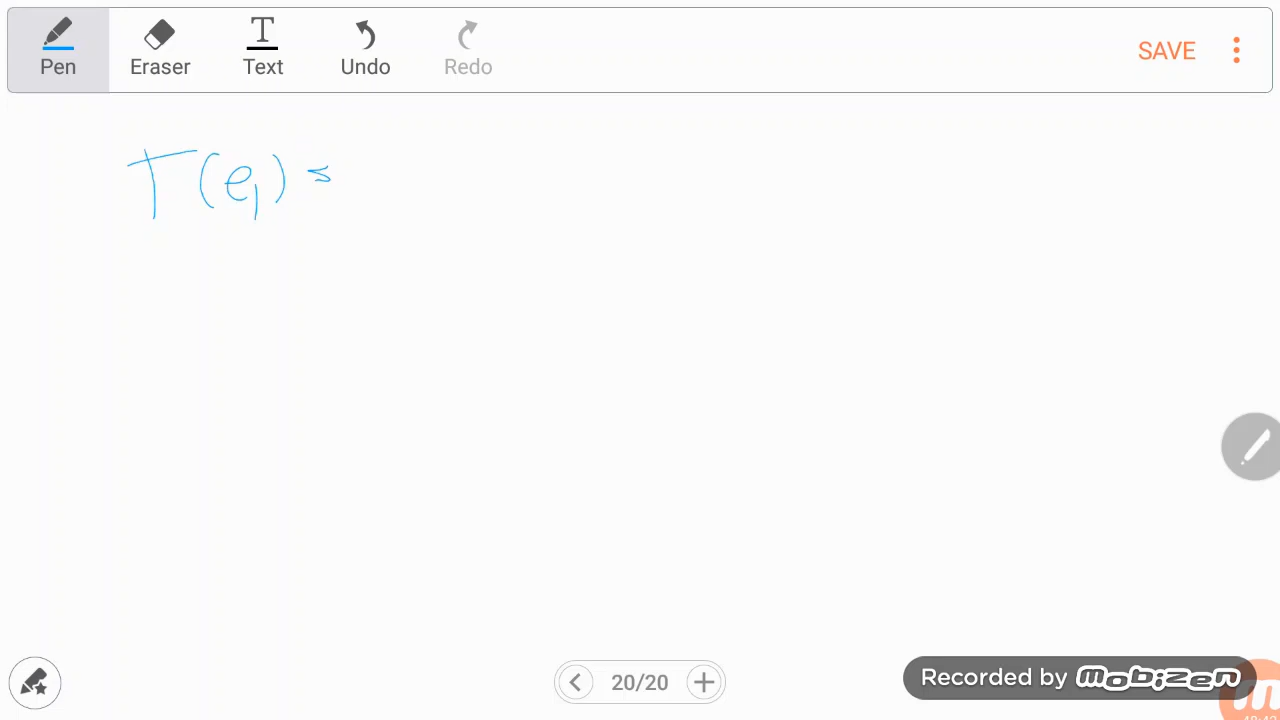 Pen Eraser Text Undo Redo SAVE
T(e₁) =
20/20
Recorded by mobizen